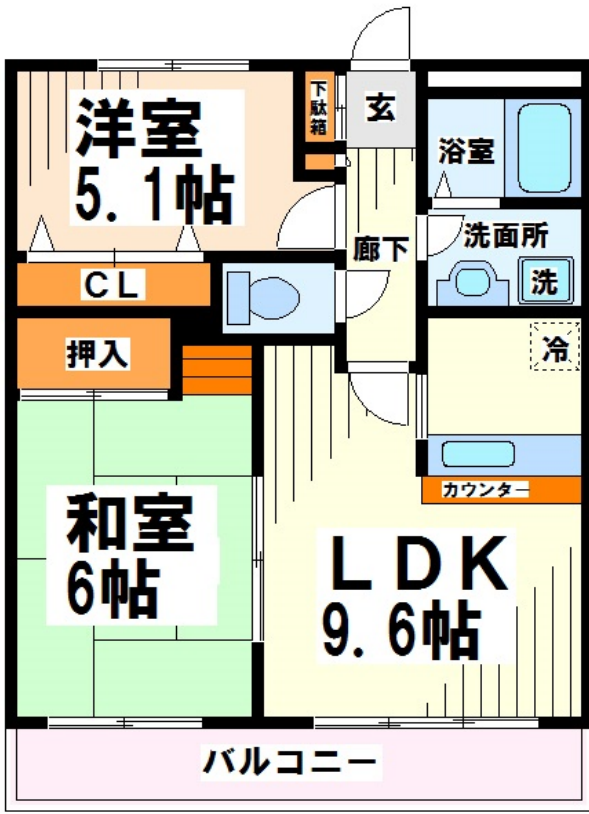 洋室
5.1帖
下駄箱
玄
浴室
廊下
洗面所
洗
CL
押入
冷
カウンター
和室
6帖
LDK
9.6帖
バルコニー